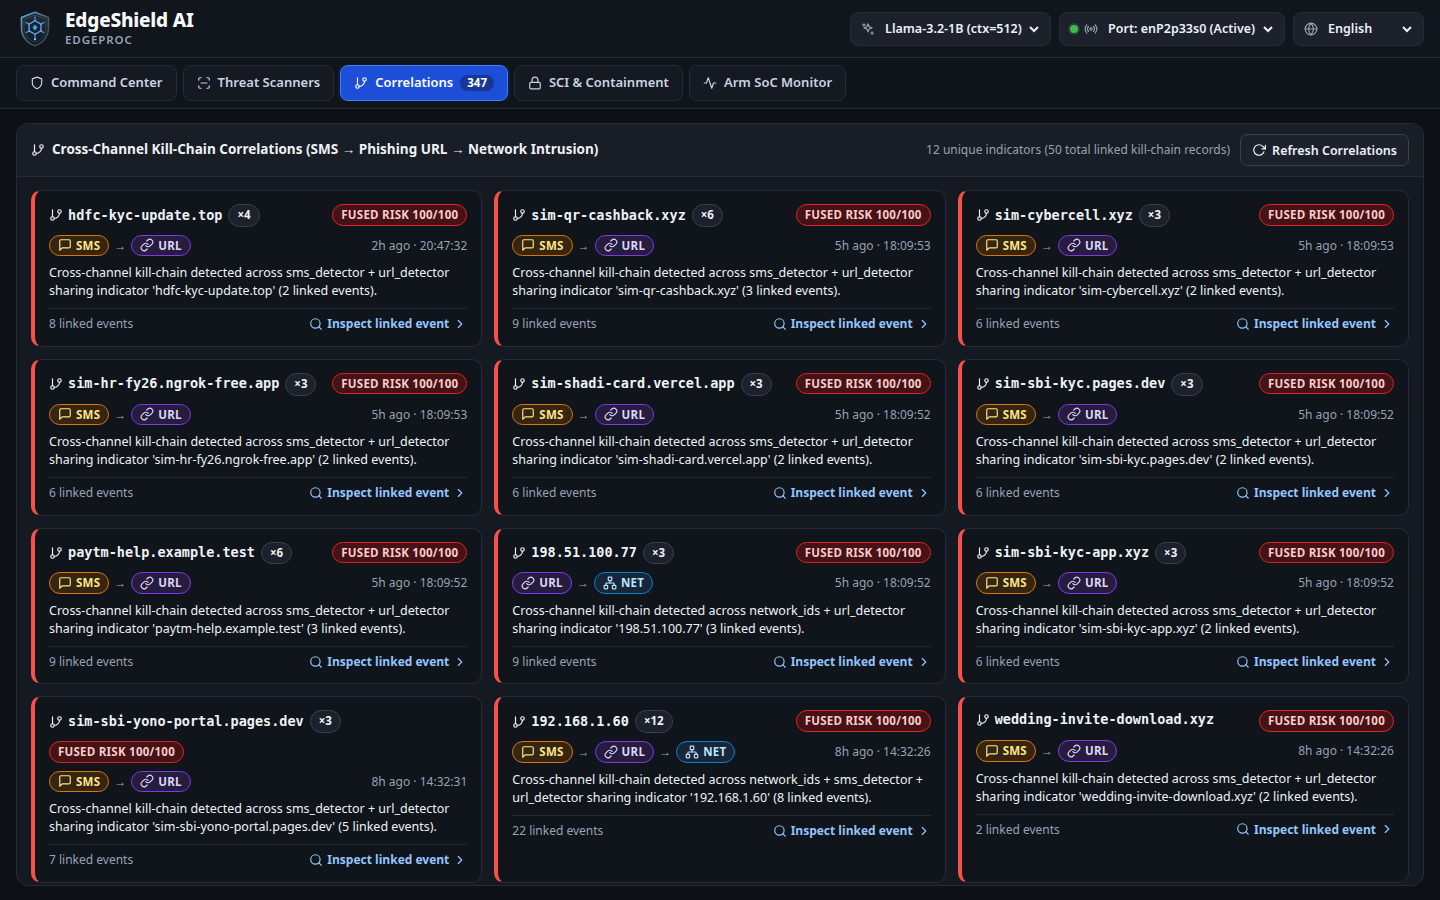 EdgeShield AI
EDGEPROC
Llama-3.2-1B (ctx=512)
Port: enP2p33s0 (Active)
English
Command Center
Threat Scanners
Correlations 347
SCI & Containment
Arm SoC Monitor
Cross-Channel Kill-Chain Correlations (SMS → Phishing URL → Network Intrusion)
12 unique indicators (50 total linked kill-chain records)
Refresh Correlations
hdfc-kyc-update.top ×4 FUSED RISK 100/100
SMS → URL 2h ago · 20:47:32
Cross-channel kill-chain detected across sms_detector + url_detector
sharing indicator 'hdfc-kyc-update.top' (2 linked events).
8 linked events Inspect linked event
sim-qr-cashback.xyz ×6 FUSED RISK 100/100
SMS → URL 5h ago · 18:09:53
Cross-channel kill-chain detected across sms_detector + url_detector
sharing indicator 'sim-qr-cashback.xyz' (3 linked events).
9 linked events Inspect linked event
sim-cybercell.xyz ×3 FUSED RISK 100/100
SMS → URL 5h ago · 18:09:53
Cross-channel kill-chain detected across sms_detector + url_detector
sharing indicator 'sim-cybercell.xyz' (2 linked events).
6 linked events Inspect linked event
sim-hr-fy26.ngrok-free.app ×3 FUSED RISK 100/100
SMS → URL 5h ago · 18:09:53
Cross-channel kill-chain detected across sms_detector + url_detector
sharing indicator 'sim-hr-fy26.ngrok-free.app' (2 linked events).
6 linked events Inspect linked event
sim-shadi-card.vercel.app ×3 FUSED RISK 100/100
SMS → URL 5h ago · 18:09:52
Cross-channel kill-chain detected across sms_detector + url_detector
sharing indicator 'sim-shadi-card.vercel.app' (2 linked events).
6 linked events Inspect linked event
sim-sbi-kyc.pages.dev ×3 FUSED RISK 100/100
SMS → URL 5h ago · 18:09:52
Cross-channel kill-chain detected across sms_detector + url_detector
sharing indicator 'sim-sbi-kyc.pages.dev' (2 linked events).
6 linked events Inspect linked event
paytm-help.example.test ×6 FUSED RISK 100/100
SMS → URL 5h ago · 18:09:52
Cross-channel kill-chain detected across sms_detector + url_detector
sharing indicator 'paytm-help.example.test' (3 linked events).
9 linked events Inspect linked event
198.51.100.77 ×3 FUSED RISK 100/100
URL → NET 5h ago · 18:09:52
Cross-channel kill-chain detected across network_ids + url_detector
sharing indicator '198.51.100.77' (3 linked events).
9 linked events Inspect linked event
sim-sbi-kyc-app.xyz ×3 FUSED RISK 100/100
SMS → URL 5h ago · 18:09:52
Cross-channel kill-chain detected across sms_detector + url_detector
sharing indicator 'sim-sbi-kyc-app.xyz' (2 linked events).
6 linked events Inspect linked event
sim-sbi-yono-portal.pages.dev ×3
FUSED RISK 100/100
SMS → URL 8h ago · 14:32:31
Cross-channel kill-chain detected across sms_detector + url_detector
sharing indicator 'sim-sbi-yono-portal.pages.dev' (5 linked events).
7 linked events Inspect linked event
192.168.1.60 ×12 FUSED RISK 100/100
SMS → URL → NET 8h ago · 14:32:26
Cross-channel kill-chain detected across network_ids + sms_detector +
url_detector sharing indicator '192.168.1.60' (8 linked events).
22 linked events Inspect linked event
wedding-invite-download.xyz FUSED RISK 100/100
SMS → URL 8h ago · 14:32:26
Cross-channel kill-chain detected across sms_detector + url_detector
sharing indicator 'wedding-invite-download.xyz' (2 linked events).
2 linked events Inspect linked event